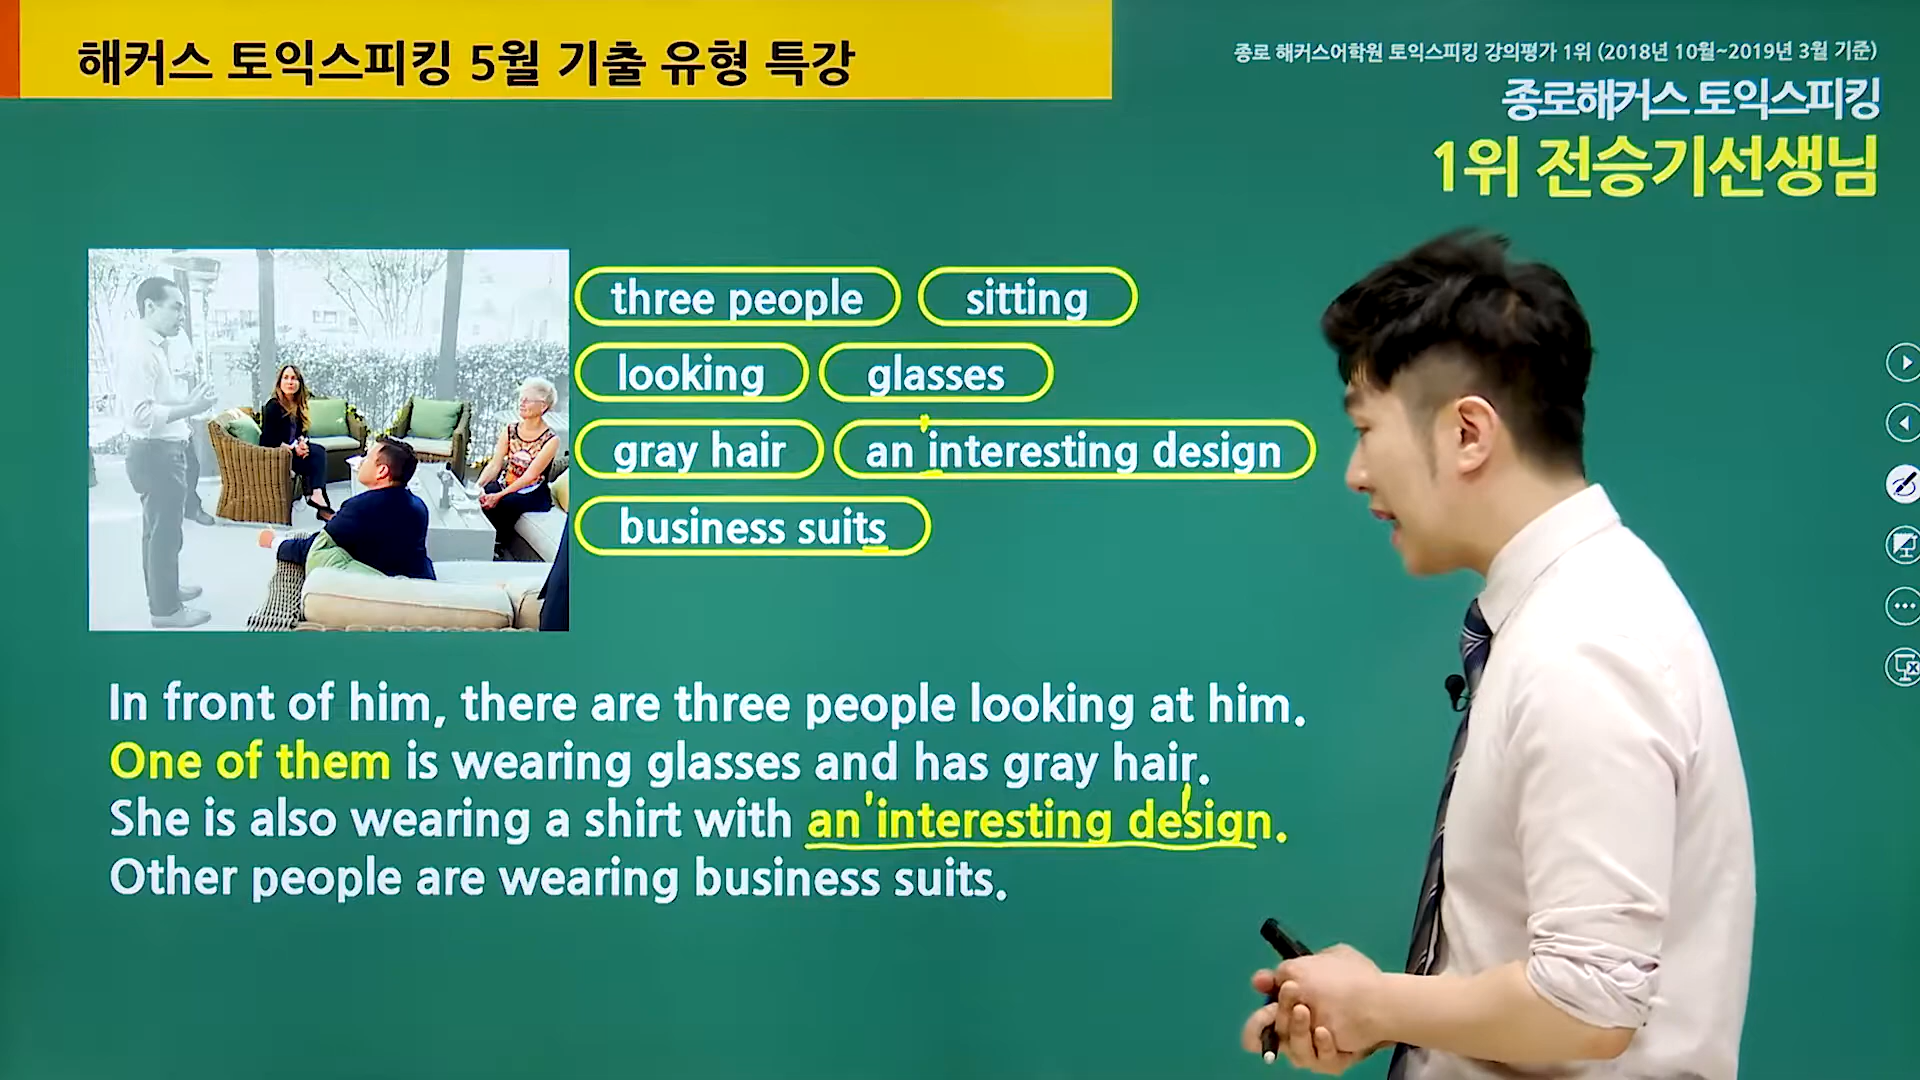 해커스 토익스피킹 5월 기출 유형 특강
종로 해커스어학원 토익스피킹 강의평가 1위 (2018년 10월~2019년 3월 기준)
종로해커스 토익스피킹
1위 전승기선생님
three people sitting
looking glasses
gray hair an interesting design
business suits
In front of him, there are three people looking at him.
One of them is wearing glasses and has gray hair.
She is also wearing a shirt with an interesting design.
Other people are wearing business suits.